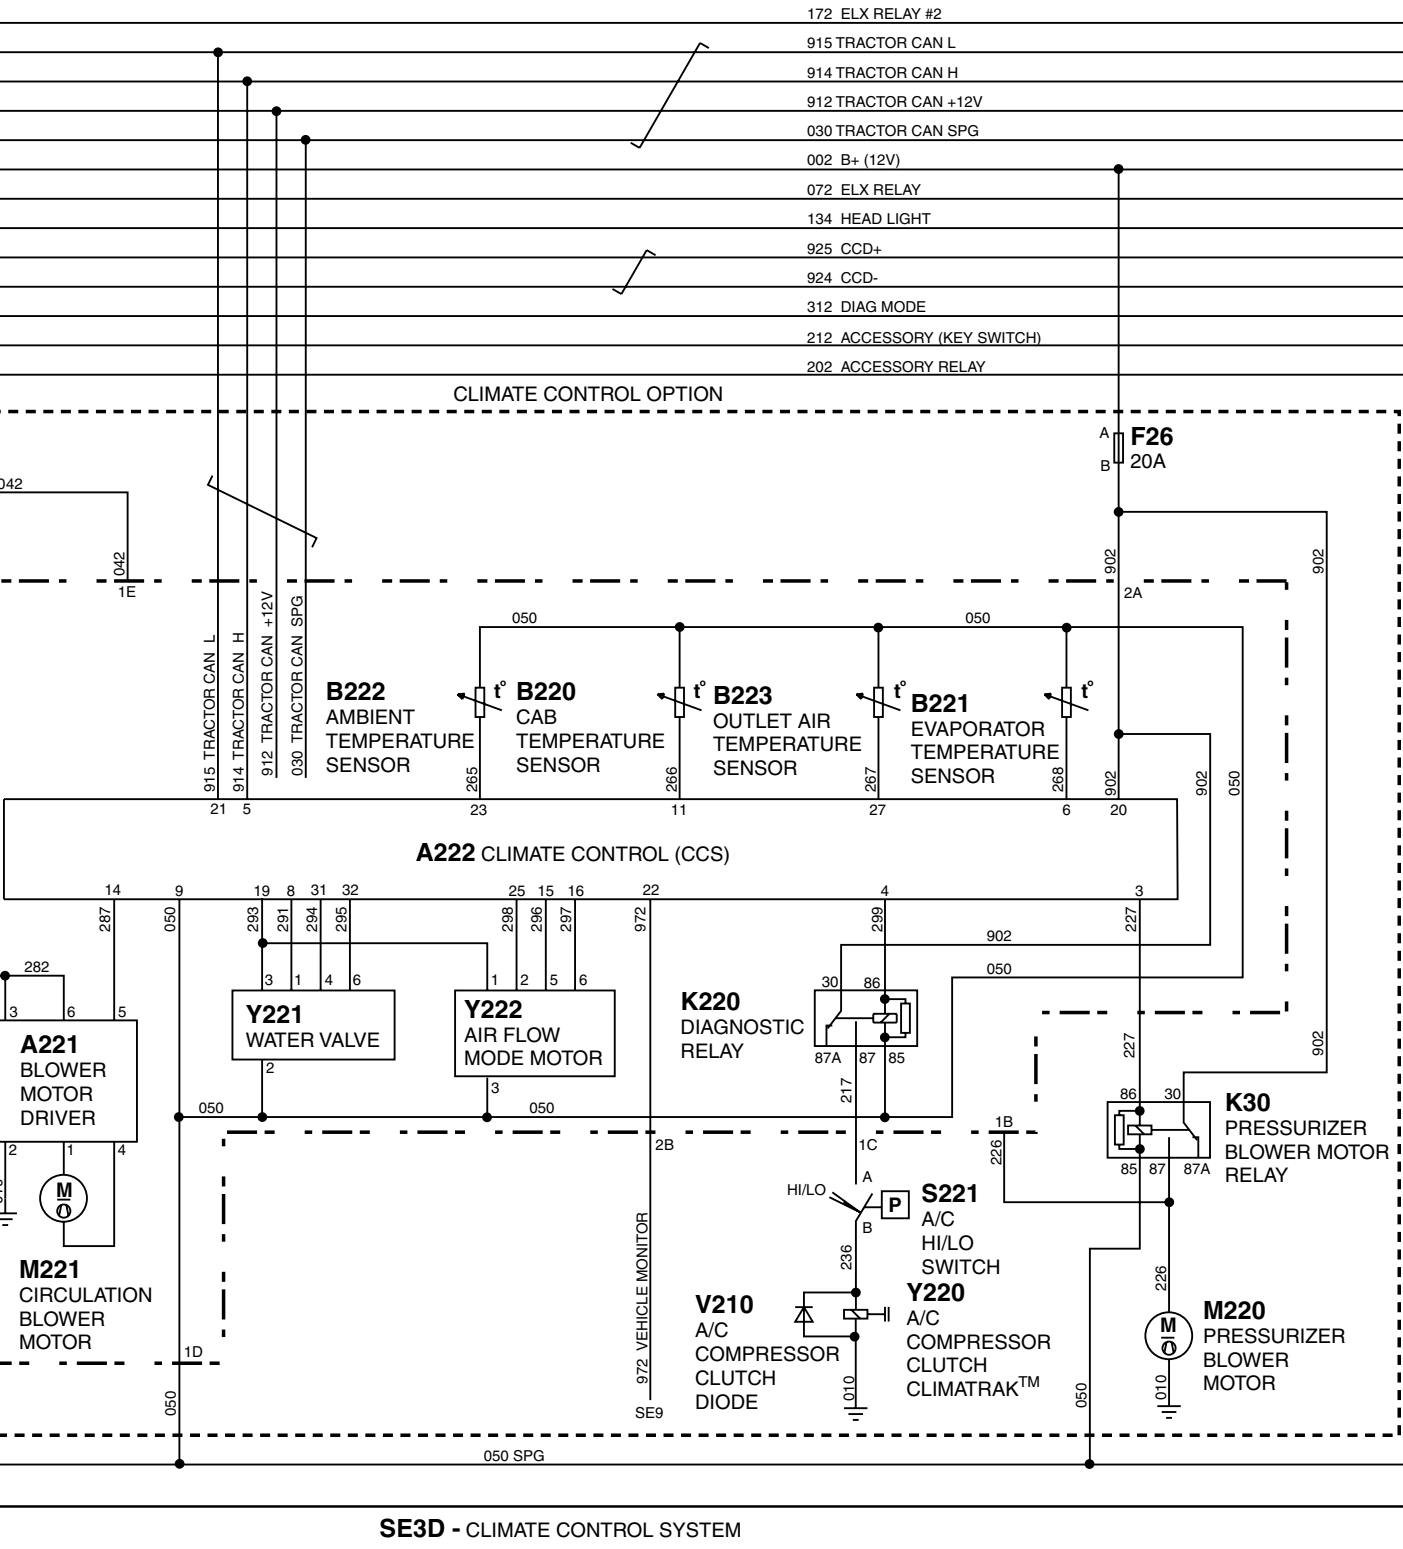 172 ELX RELAY #2
915 TRACTOR CAN L
914 TRACTOR CAN H
912 TRACTOR CAN +12V
030 TRACTOR CAN SPG
002 B+ (12V)
072 ELX RELAY
134 HEAD LIGHT
925 CCD+
924 CCD-
312 DIAG MODE
212 ACCESSORY (KEY SWITCH)
202 ACCESSORY RELAY
CLIMATE CONTROL OPTION
A
B
F26
20A
042
042
1E
902
902
2A
915 TRACTOR CAN L
914 TRACTOR CAN H
912 TRACTOR CAN +12V
030 TRACTOR CAN SPG
050
050
B222
AMBIENT
TEMPERATURE
SENSOR
t°
B220
CAB
TEMPERATURE
SENSOR
t°
B223
OUTLET AIR
TEMPERATURE
SENSOR
t°
B221
EVAPORATOR
TEMPERATURE
SENSOR
t°
265
266
267
268
902
902
050
21 5 23 11 27 6 20
A222 CLIMATE CONTROL (CCS)
14 9 19 8 31 32 25 15 16 22 4 3
287
050
293
291
294
295
298
296
297
972
299
227
902
050
282
3 6 5
A221
BLOWER
MOTOR
DRIVER
2 1 4
M
M221
CIRCULATION
BLOWER
MOTOR
3 1 4 6
Y221
WATER VALVE
2
1 2 5 6
Y222
AIR FLOW
MODE MOTOR
3
050
050
K220
DIAGNOSTIC
RELAY
30 86
87A 87 85
217
227
902
1B
226
86 30
85 87 87A
K30
PRESSURIZER
BLOWER MOTOR
RELAY
2B
1C
A
HI/LO
P
B
S221
A/C
HI/LO
SWITCH
236
V210
A/C
COMPRESSOR
CLUTCH
DIODE
Y220
A/C
COMPRESSOR
CLUTCH
CLIMATRAK™
010
226
M
M220
PRESSURIZER
BLOWER
MOTOR
010
972 VEHICLE MONITOR
SE9
1D
050
050
050 SPG
SE3D - CLIMATE CONTROL SYSTEM